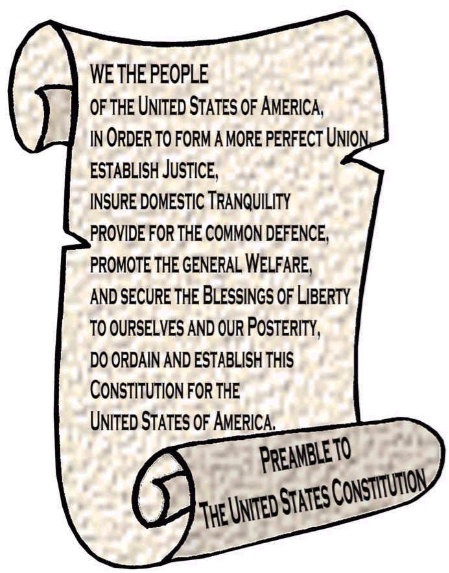 WE THE PEOPLE
OF THE UNITED STATES OF AMERICA,
IN ORDER TO FORM A MORE PERFECT UNION,
ESTABLISH JUSTICE,
INSURE DOMESTIC TRANQUILITY
PROVIDE FOR THE COMMON DEFENCE,
PROMOTE THE GENERAL WELFARE,
AND SECURE THE BLESSINGS OF LIBERTY
TO OURSELVES AND OUR POSTERITY,
DO ORDAIN AND ESTABLISH THIS
CONSTITUTION FOR THE
UNITED STATES OF AMERICA.
PREAMBLE TO
THE UNITED STATES CONSTITUTION